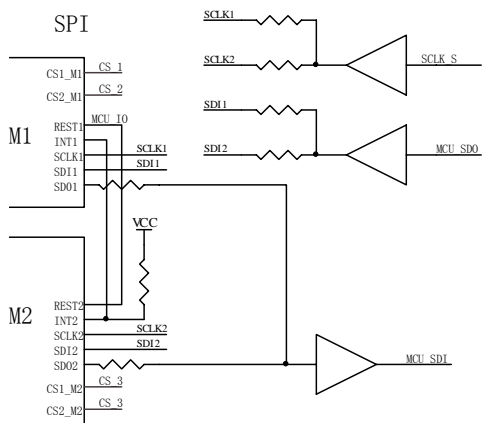 SPI
SCLK1
SCLK2
SCLK_S
SDI1
SDI2
MCU_SDO
M1
CS1_M1 CS_1
CS2_M1 CS_2
REST1 MCU_IO
INT1
SCLK1 SCLK1
SDI1 SDI1
SDO1
VCC
M2
REST2
INT2
SCLK2 SCLK2
SDI2 SDI2
SDO2
MCU_SDI
CS1_M2 CS_3
CS2_M2 CS_3